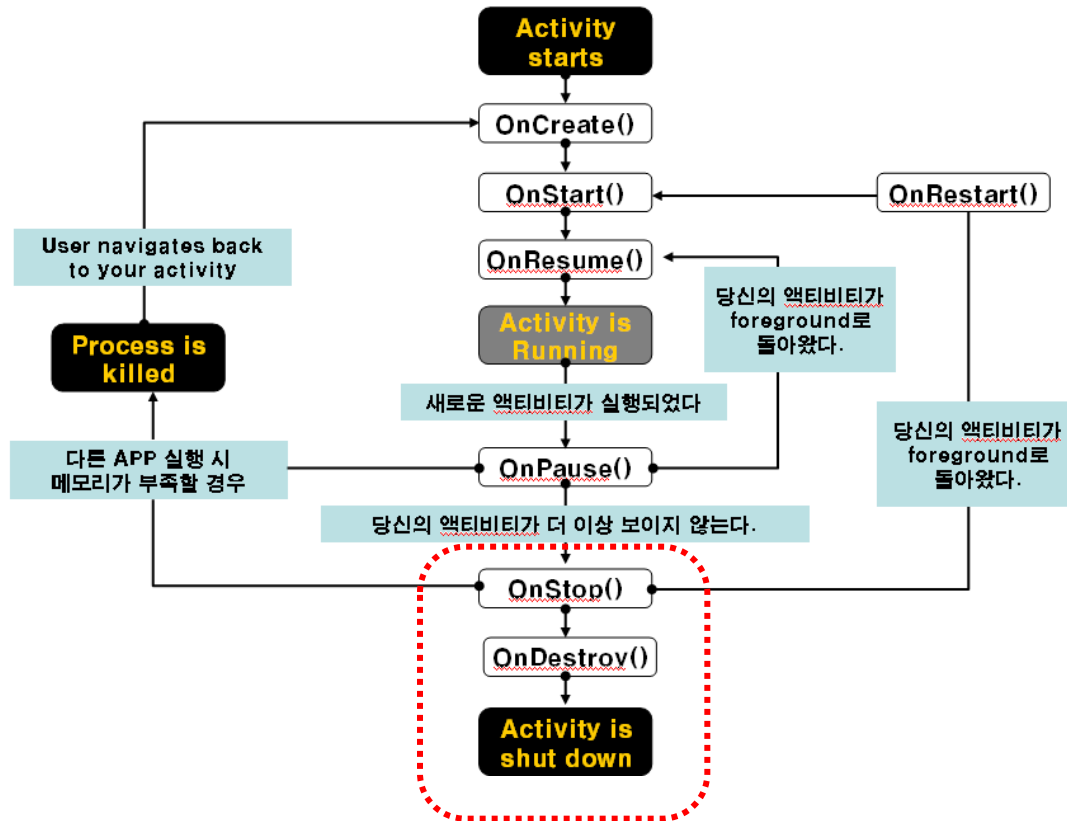 Activity
starts
OnCreate()
OnStart()
OnRestart()
User navigates back
to your activity
OnResume()
당신의 액티비티가
foreground로
돌아왔다.
Activity is
Running
Process is
killed
새로운 액티비티가 실행되었다
당신의 액티비티가
foreground로
돌아왔다.
다른 APP 실행 시
메모리가 부족할 경우
OnPause()
당신의 액티비티가 더 이상 보이지 않는다.
OnStop()
OnDestrov()
Activity is
shut down